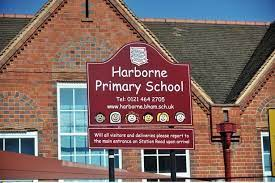 Harborne
Primary School
Tel: 0121 464 2705
www.harborne.bham.sch.uk
Will all visitors and deliveries please report to
the main entrance on Station Road upon arrival